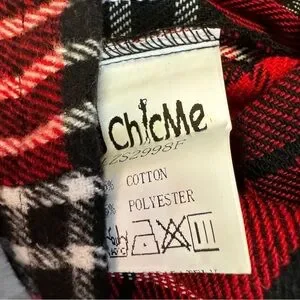 ChicMe
ZS2998F
% COTTON
% POLYESTER